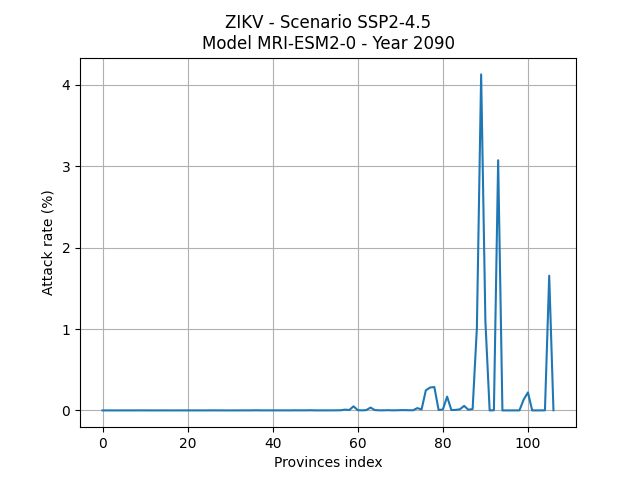 ZIKV - Scenario SSP2-4.5
Model MRI-ESM2-0 - Year 2090
4
3
2
1
0
Attack rate (%)
0 20 40 60 80 100
Provinces index